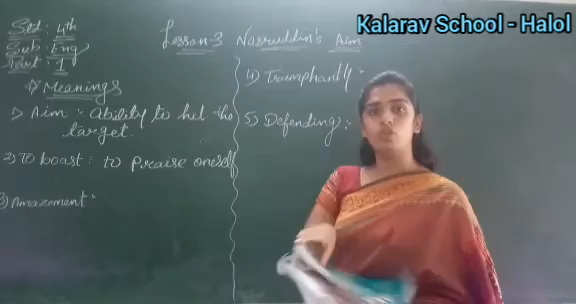 Kalarav School - Halol
Std: 4th
Sub: Eng
Part: 1
Lesson-3 Nasruddin's Aim
Meanings
1) Aim : Ability to hit the
target.
2) To boast : to praise oneself
3) Amazement :
4) Triumphantly :
5) Defending :